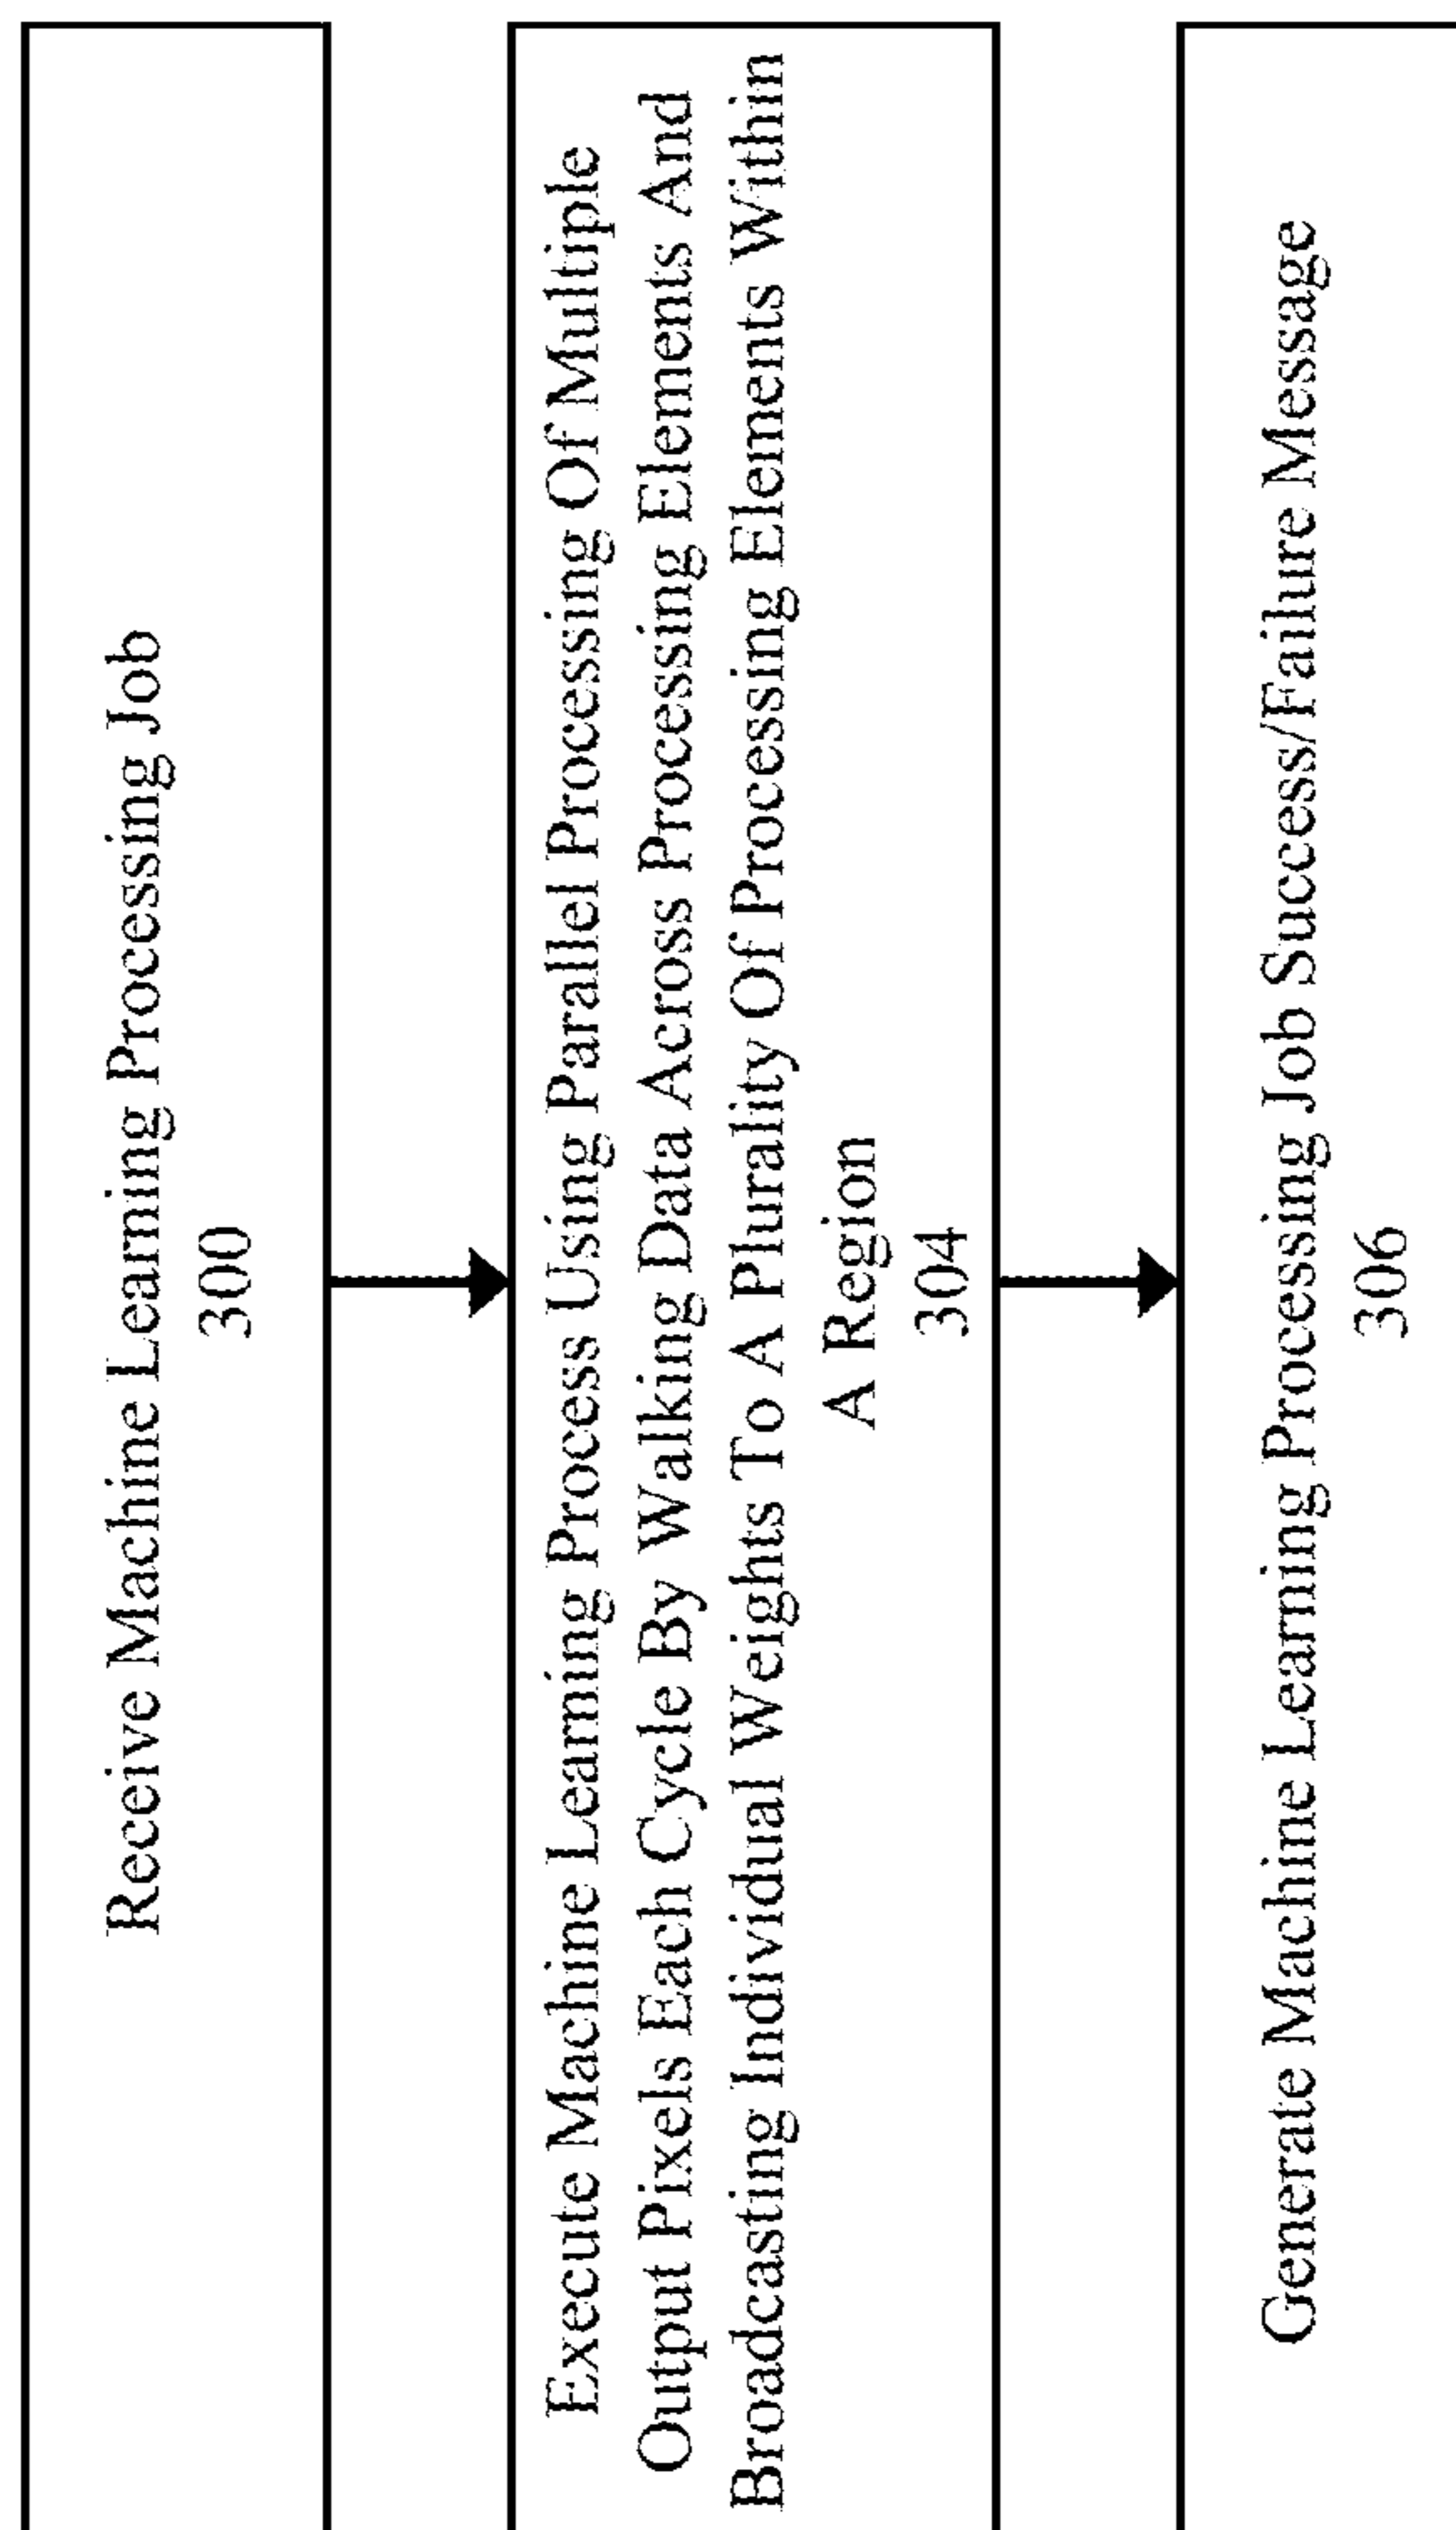 Receive Machine Learning Processing Job
300
Execute Machine Learning Process Using Parallel Processing Of Multiple
Output Pixels Each Cycle By Walking Data Across Processing Elements And
Broadcasting Individual Weights To A Plurality Of Processing Elements Within
A Region
304
Generate Machine Learning Processing Job Success/Failure Message
306